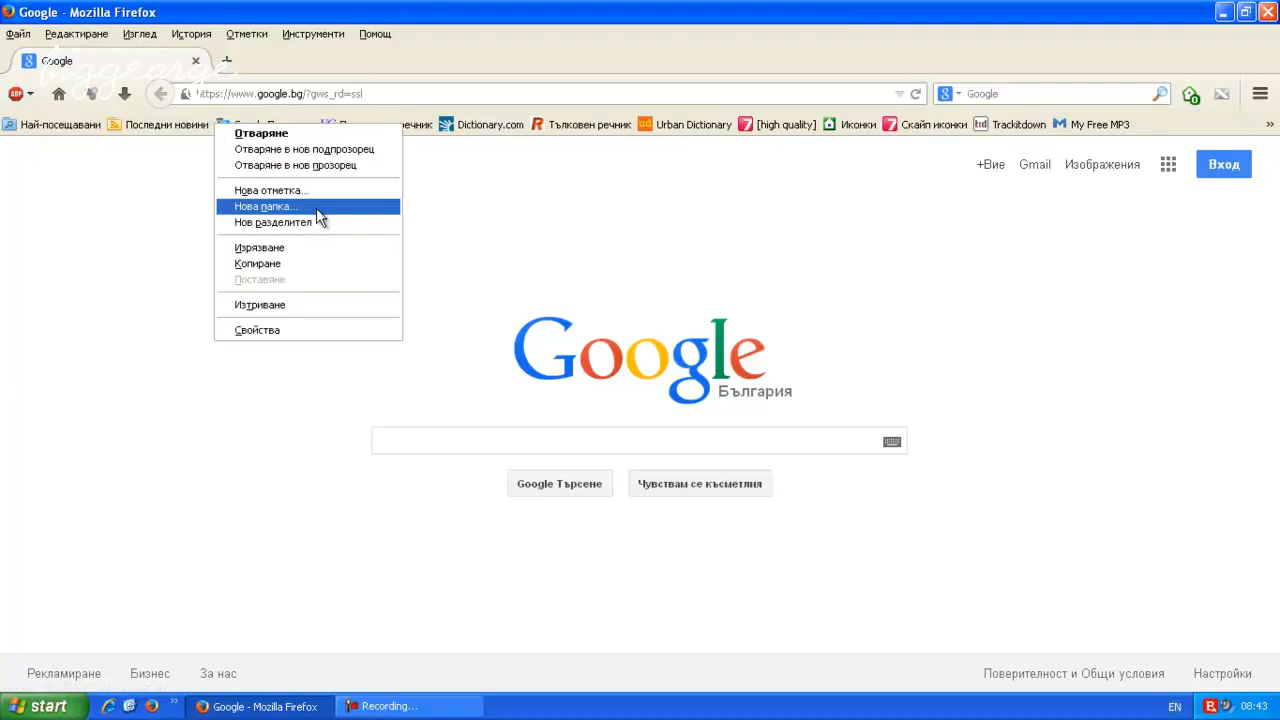 Google - Mozilla Firefox
Файл Редактиране Изглед История Отметки Инструменти Помощ
Google
https://www.google.bg/?gws_rd=ssl Google
Най-посещавани Последни новини речник Dictionary.com Тълковен речник Urban Dictionary [high quality] Иконки Скайп иконки Trackitdown My Free MP3 »
Отваряне
Отваряне в нов подпрозорец
Отваряне в нов прозорец
Нова отметка...
Нова папка...
Нов разделител
Изрязване
Копиране
Поставяне
Изтриване
Свойства
+Вие Gmail Изображения Вход
Google
България
Google Търсене Чувствам се късметлия
Рекламиране Бизнес За нас Поверителност и Общи условия Настройки
start Google - Mozilla Firefox Recording... EN 08:43